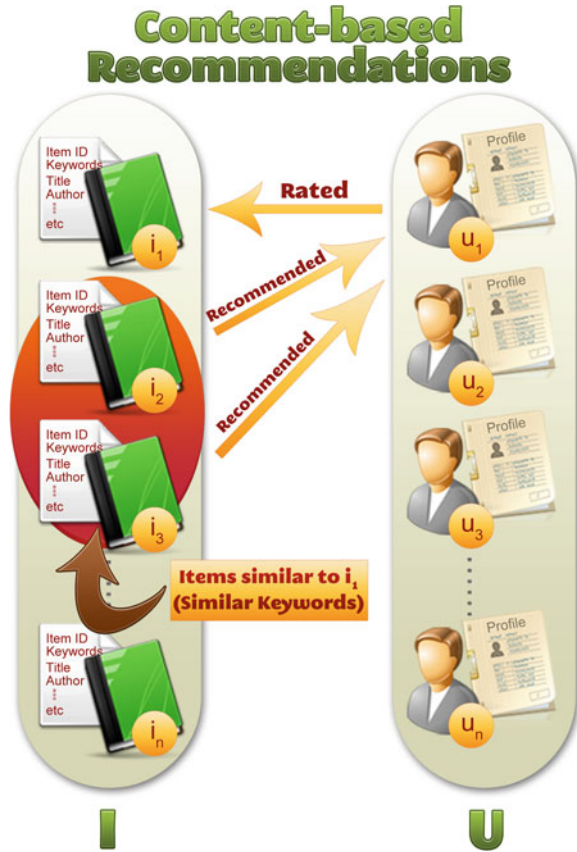 Content-based
Recommendations
Item ID
Keywords
Title
Author
etc
i1
Rated
Profile
u1
Recommended
Item ID
Keywords
Title
Author
etc
i2
Profile
u2
Recommended
Item ID
Keywords
Title
Author
etc
i3
Profile
u3
Items similar to i1
(Similar Keywords)
Item ID
Keywords
Title
Author
etc
in
Profile
un
I
U